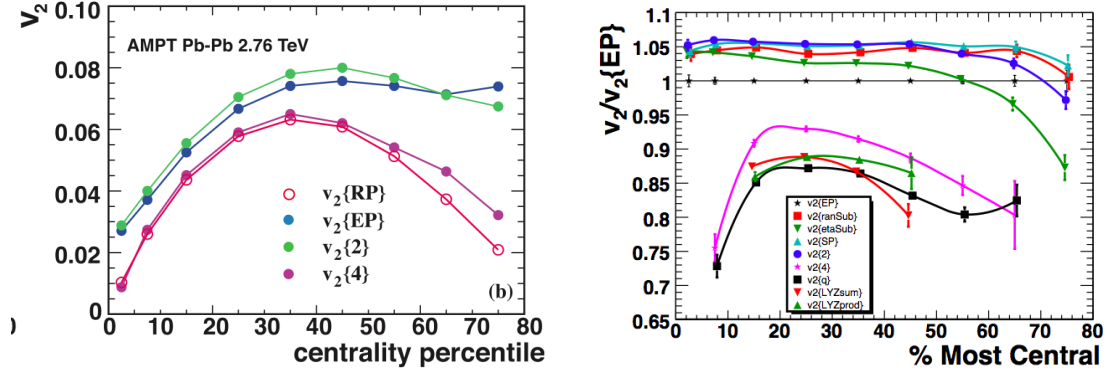 v₂
0.10
0.08
0.06
0.04
0.02
0
AMPT Pb-Pb 2.76 TeV
v₂{RP}
v₂{EP}
v₂{2}
v₂{4}
(b)
0 10 20 30 40 50 60 70 80
centrality percentile
0
v₂/v₂{EP}
1.1
1.05
1
0.95
0.9
0.85
0.8
0.75
0.7
0.65
v2{EP}
v2{ranSub}
v2{etaSub}
v2{SP}
v2{2}
v2{4}
v2{q}
v2{LYZsum}
v2{LYZprod}
0 10 20 30 40 50 60 70 80
% Most Central